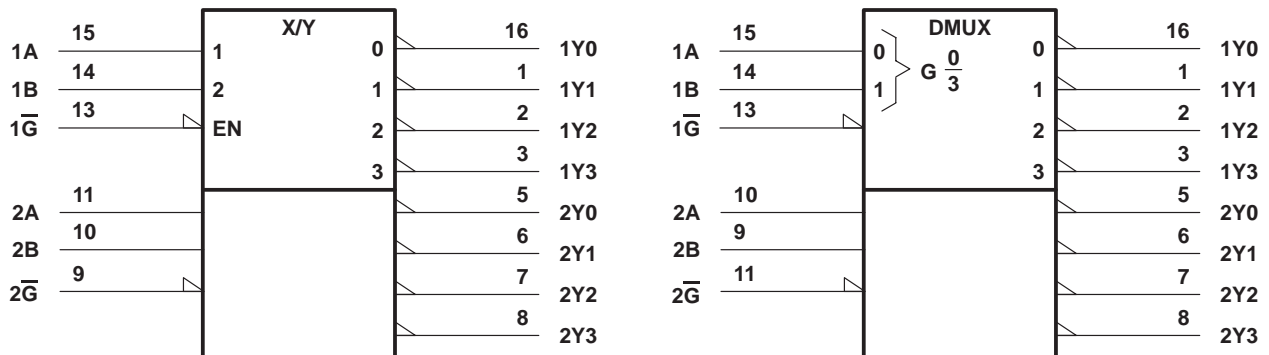 X/Y
15
16
1A
1
0
1Y0
14
1
1B
2
1
1Y1
13
2
1G̅
EN
2
1Y2
3
3
1Y3
11
5
2A
2Y0
10
6
2B
2Y1
9
7
2G̅
2Y2
8
2Y3
DMUX
15
16
1A
0
0
1Y0
G 0/3
14
1
1B
1
1
1Y1
13
2
1G̅
2
1Y2
3
3
1Y3
10
5
2A
2Y0
9
6
2B
2Y1
11
7
2G̅
2Y2
8
2Y3